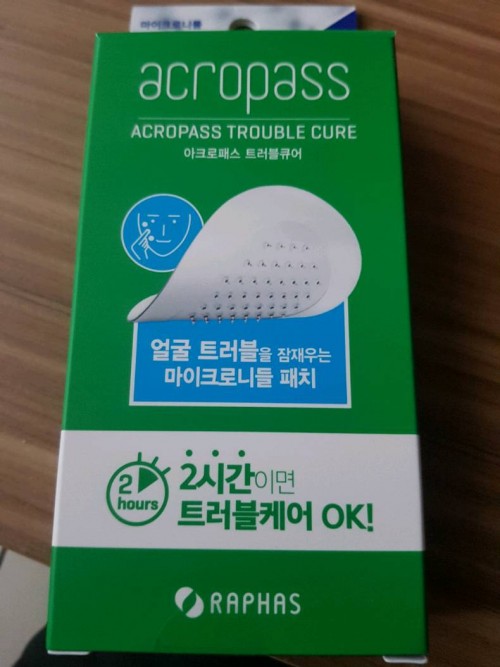 마이크로니들
acropass
ACROPASS TROUBLE CURE
아크로패스 트러블큐어
얼굴 트러블을 잠재우는
마이크로니들 패치
2
hours
2시간이면
트러블케어 OK!
RAPHAS